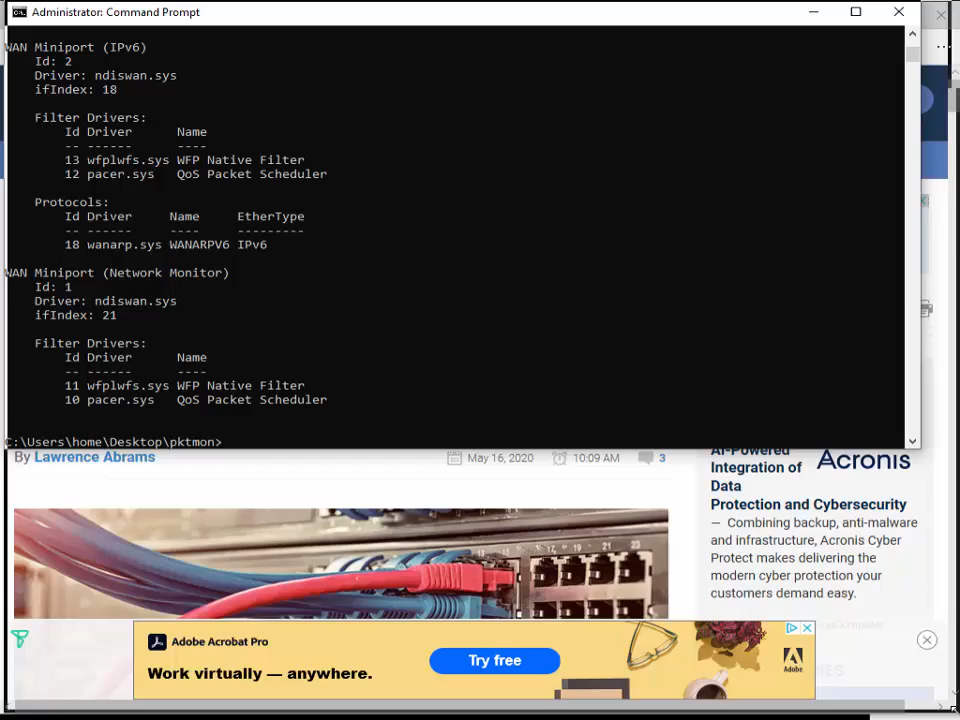 Administrator: Command Prompt
WAN Miniport (IPv6)
Id: 2
Driver: ndiswan.sys
ifIndex: 18
Filter Drivers:
Id Driver Name
-- ------ ----
13 wfplwfs.sys WFP Native Filter
12 pacer.sys QoS Packet Scheduler
Protocols:
Id Driver Name EtherType
-- ------ ---- ---------
18 wanarp.sys WANARPV6 IPv6
WAN Miniport (Network Monitor)
Id: 1
Driver: ndiswan.sys
ifIndex: 21
Filter Drivers:
Id Driver Name
-- ------ ----
11 wfplwfs.sys WFP Native Filter
10 pacer.sys QoS Packet Scheduler
C:\Users\home\Desktop\pktmon>
By Lawrence Abrams
May 16, 2020
10:09 AM
3
AI-Powered
Integration of
Data
Protection and Cybersecurity
Acronis
— Combining backup, anti-malware
and infrastructure, Acronis Cyber
Protect makes delivering the
modern cyber protection your
customers demand easy.
17 19 21 23
Adobe Acrobat Pro
Work virtually — anywhere.
Try free
Adobe